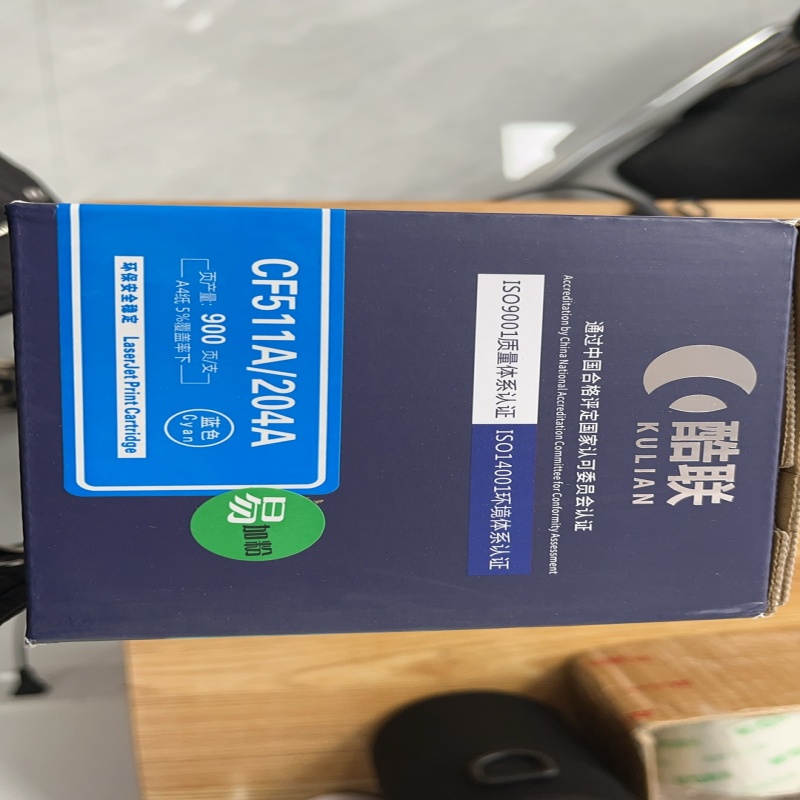 酷联
KULIAN
通过中国合格评定国家认可委员会认证
Accreditation by China National Accreditation Committee for Conformity Assessment
ISO9001质量体系认证 ISO14001环境体系认证
CF511A/204A
页产量: 900 页/支
A4纸 5%覆盖率下
蓝色
Cyan
环保安全稳定 LaserJet Print Cartridge
易加粉